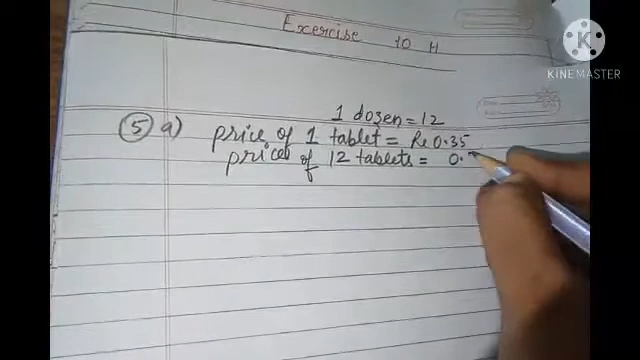 Exercise 10 H
KINEMASTER
1 dozen = 12
5 a) price of 1 tablet = Re 0.35
price of 12 tablets = 0.